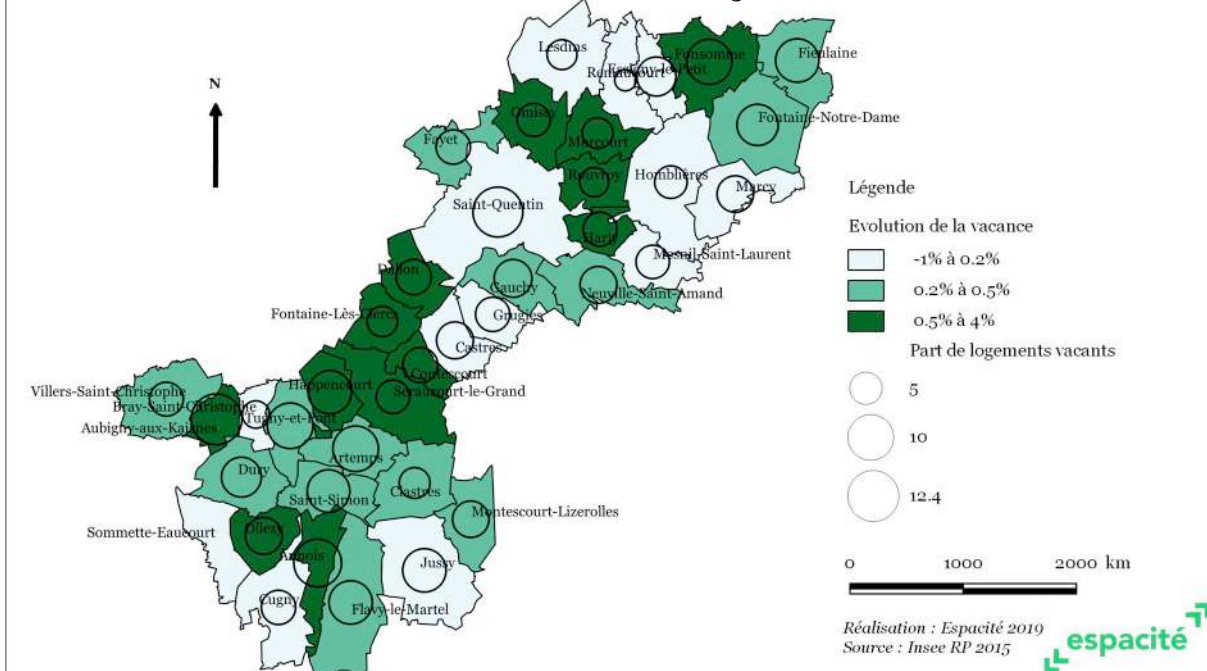 Lesdins
Remaucourt
Essigny-le-Petit
Fonsomme
Fieulaine
N
Omissy
Fontaine-Notre-Dame
Fayet
Morcourt
Rouvroy
Homblières
Marcy
Saint-Quentin
Harly
Mesnil-Saint-Laurent
Dallon
Gauchy
Neuville-Saint-Amand
Fontaine-Lès-Clercs
Grugies
Castres
Contescourt
Happencourt
Seraucourt-le-Grand
Villers-Saint-Christophe
Bray-Saint-Christophe
Tugny-et-Pont
Aubigny-aux-Kaisnes
Artemps
Dury
Saint-Simon
Clastres
Montescourt-Lizerolles
Sommette-Eaucourt
Ollezy
Annois
Jussy
Cugny
Flavy-le-Martel
Légende
Evolution de la vacance
-1% à 0.2%
0.2% à 0.5%
0.5% à 4%
Part de logements vacants
5
10
12.4
0 1000 2000 km
Réalisation : Espacité 2019
Source : Insee RP 2015
espacité